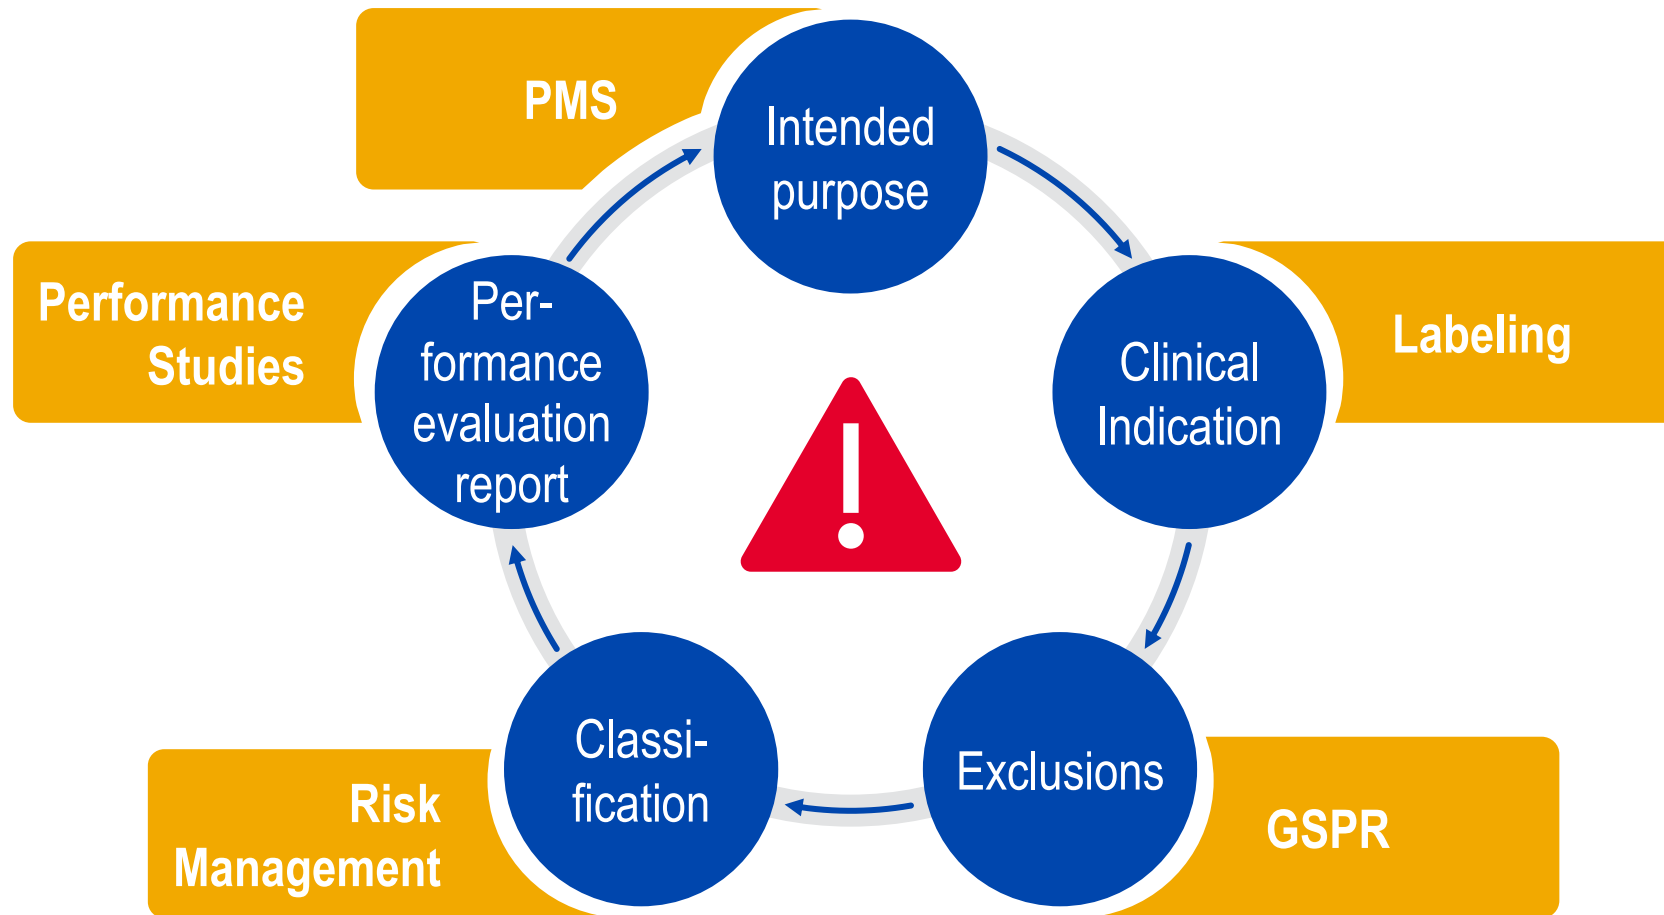 PMS
Intended
purpose
Labeling
Clinical
Indication
GSPR
Exclusions
Risk
Management
Classi-
fication
Performance
Studies
Per-
formance
evaluation
report
!